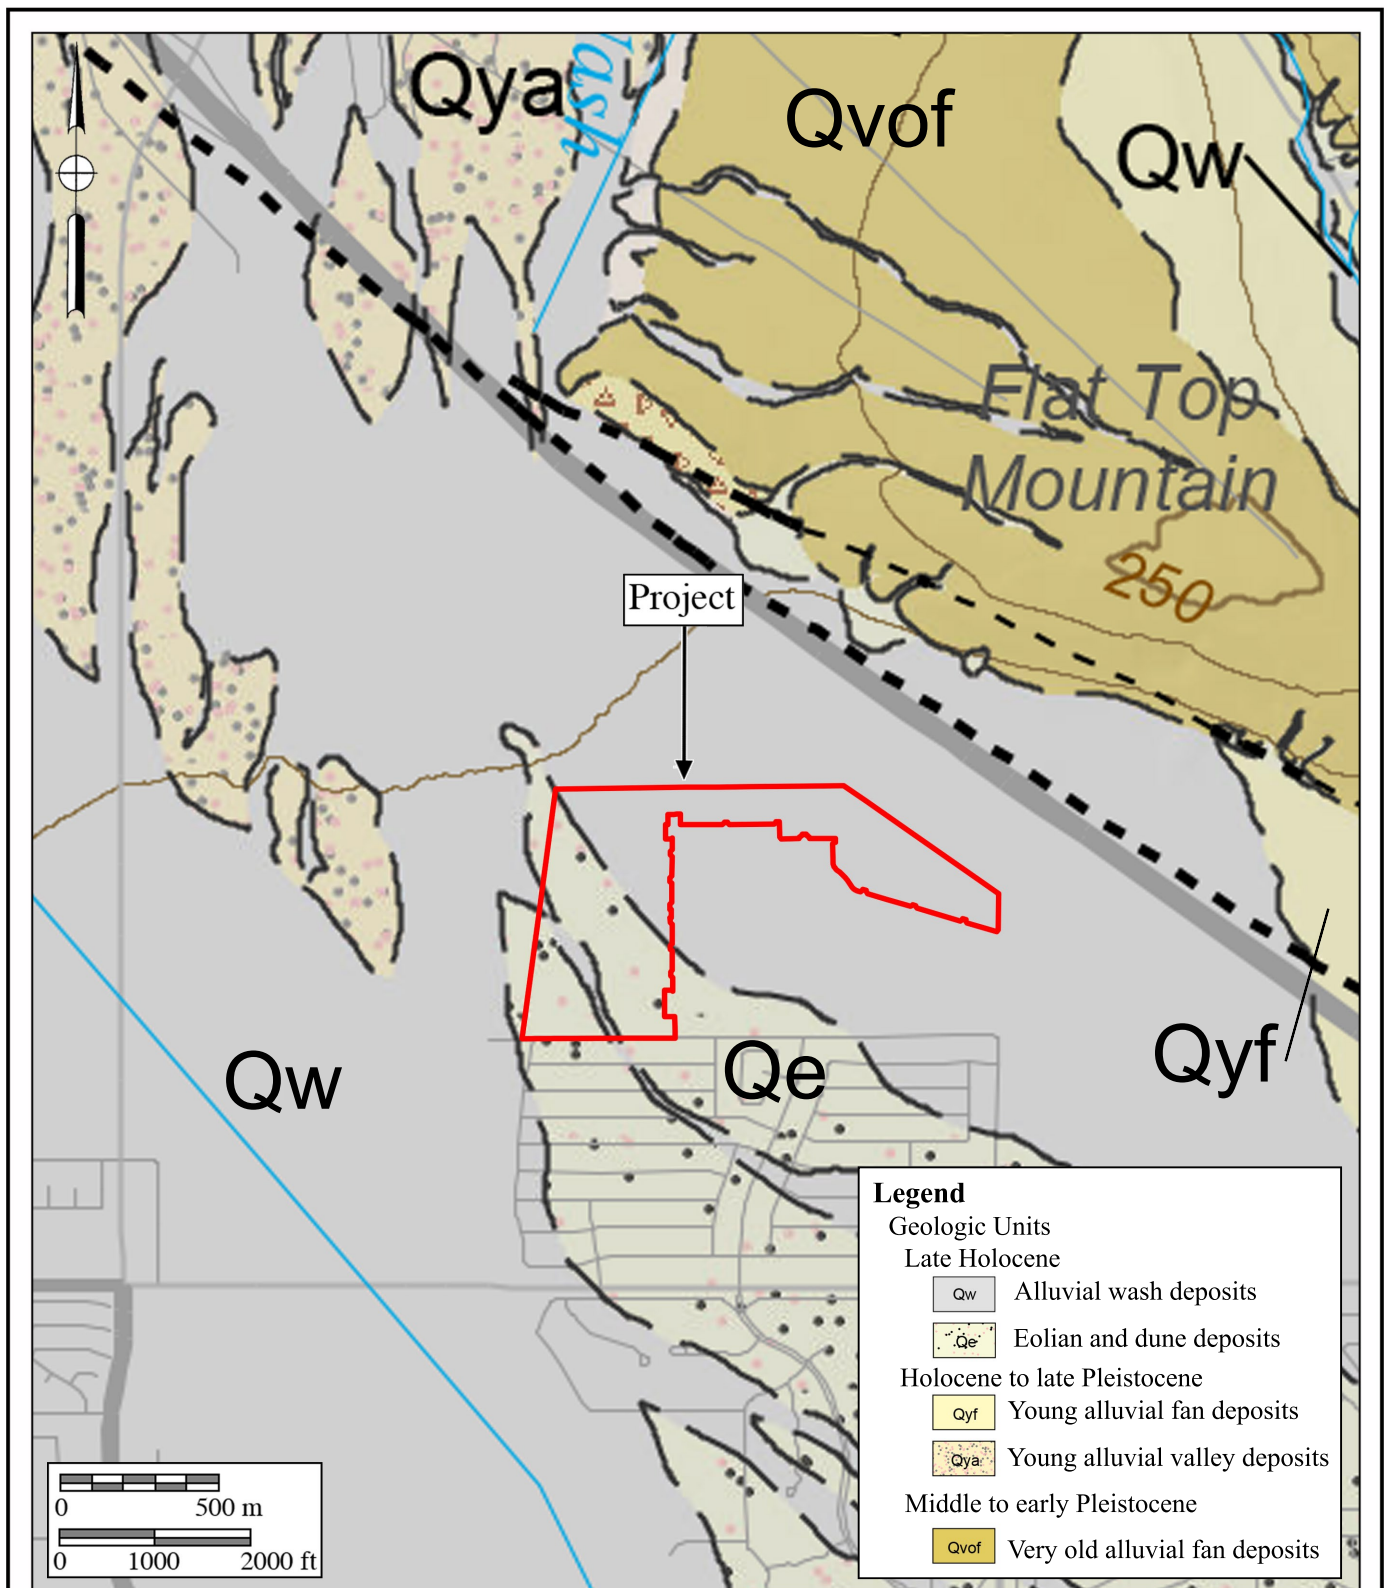 Qya
Qvof
Qw
Flat Top
Mountain
250
Project
Qw
Qe
Qyf
Legend
Geologic Units
Late Holocene
Qw Alluvial wash deposits
Qe Eolian and dune deposits
Holocene to late Pleistocene
Qyf Young alluvial fan deposits
Qya Young alluvial valley deposits
Middle to early Pleistocene
Qvof Very old alluvial fan deposits
0 500 m
0 1000 2000 ft